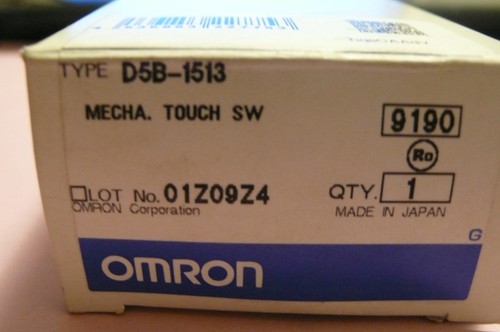 TYPE D5B-1513
MECHA. TOUCH SW
9190
Ro
LOT No. 01Z09Z4
QTY. 1
OMRON Corporation
MADE IN JAPAN
G
OMRON